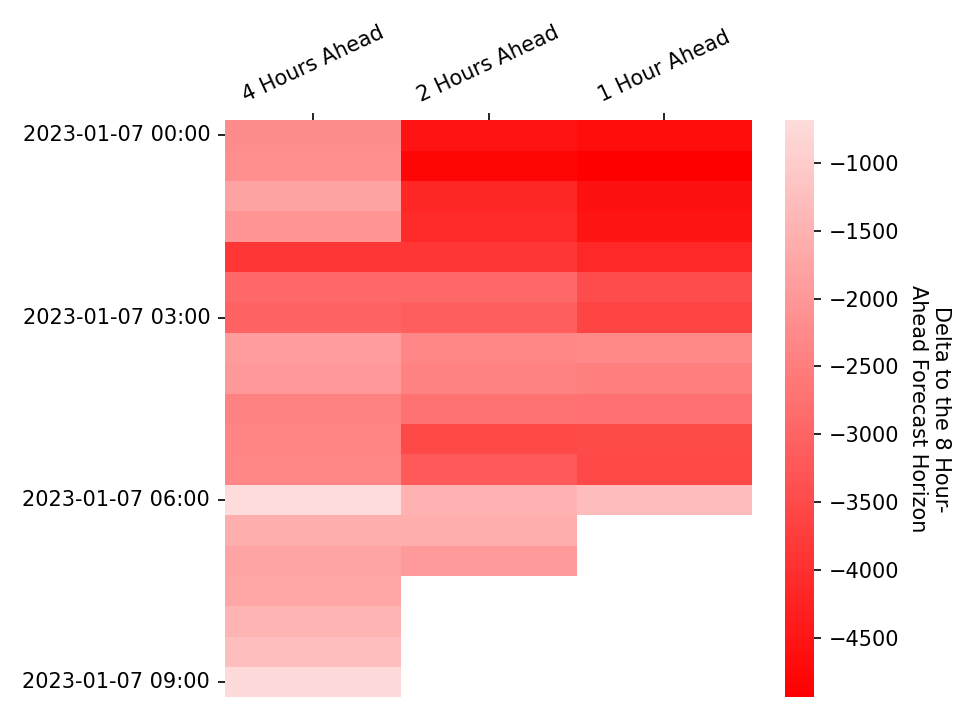 4 Hours Ahead
2 Hours Ahead
1 Hour Ahead
2023-01-07 00:00
2023-01-07 03:00
2023-01-07 06:00
2023-01-07 09:00
−1000
−1500
−2000
−2500
−3000
−3500
−4000
−4500
Delta to the 8 Hour-
Ahead Forecast Horizon